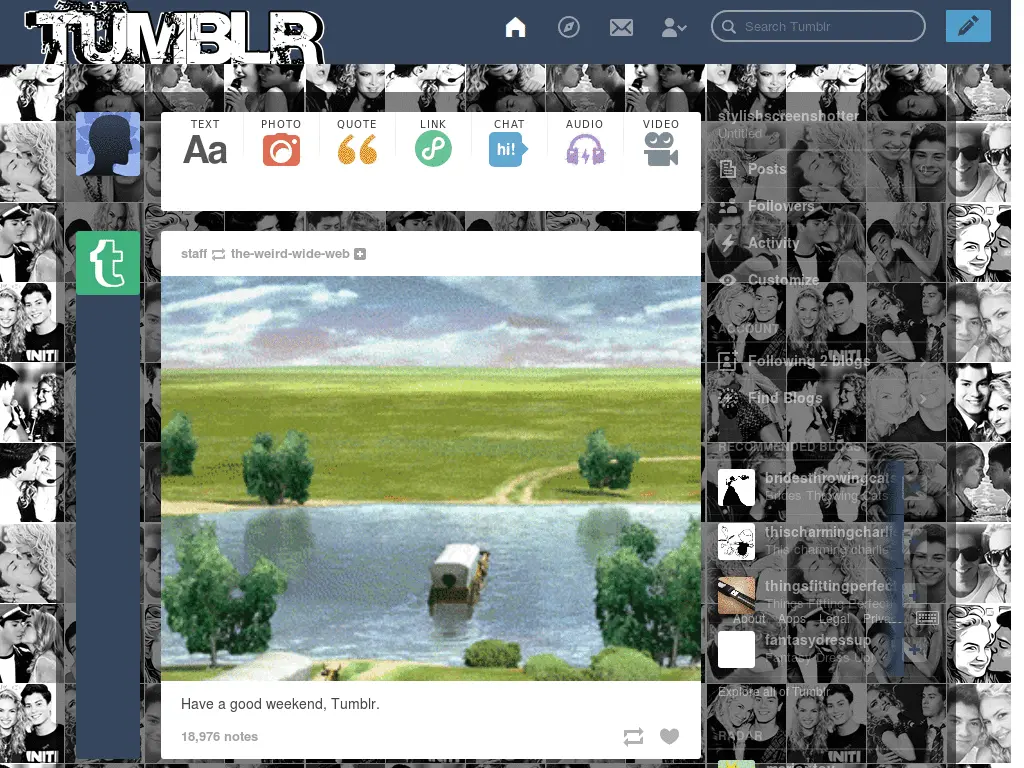 TUMBLR
Search Tumblr
TEXT PHOTO QUOTE LINK CHAT AUDIO VIDEO
Aa hi!
stylishscreenshotter
Untitled
Posts
Followers
Activity
Customize
ACCOUNT
Following 2 blogs
Find Blogs
RECOMMENDED BLOGS
bridesthrowingcats
Brides Throwing Cats
thischarmingcharli
This charming charlie
thingsfittingperfect
Things Fitting Perfect
About Apps Legal Priva...
fantasydressup
Fantasy Dress Up
Explore all of Tumblr
RADAR
staff the-weird-wide-web
Have a good weekend, Tumblr.
18,976 notes